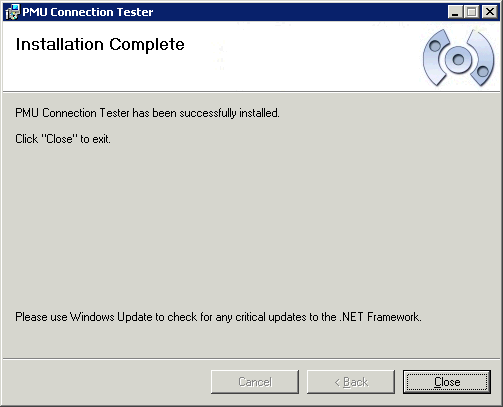 PMU Connection Tester
Installation Complete
PMU Connection Tester has been successfully installed.
Click "Close" to exit.
Please use Windows Update to check for any critical updates to the .NET Framework.
Cancel
< Back
Close